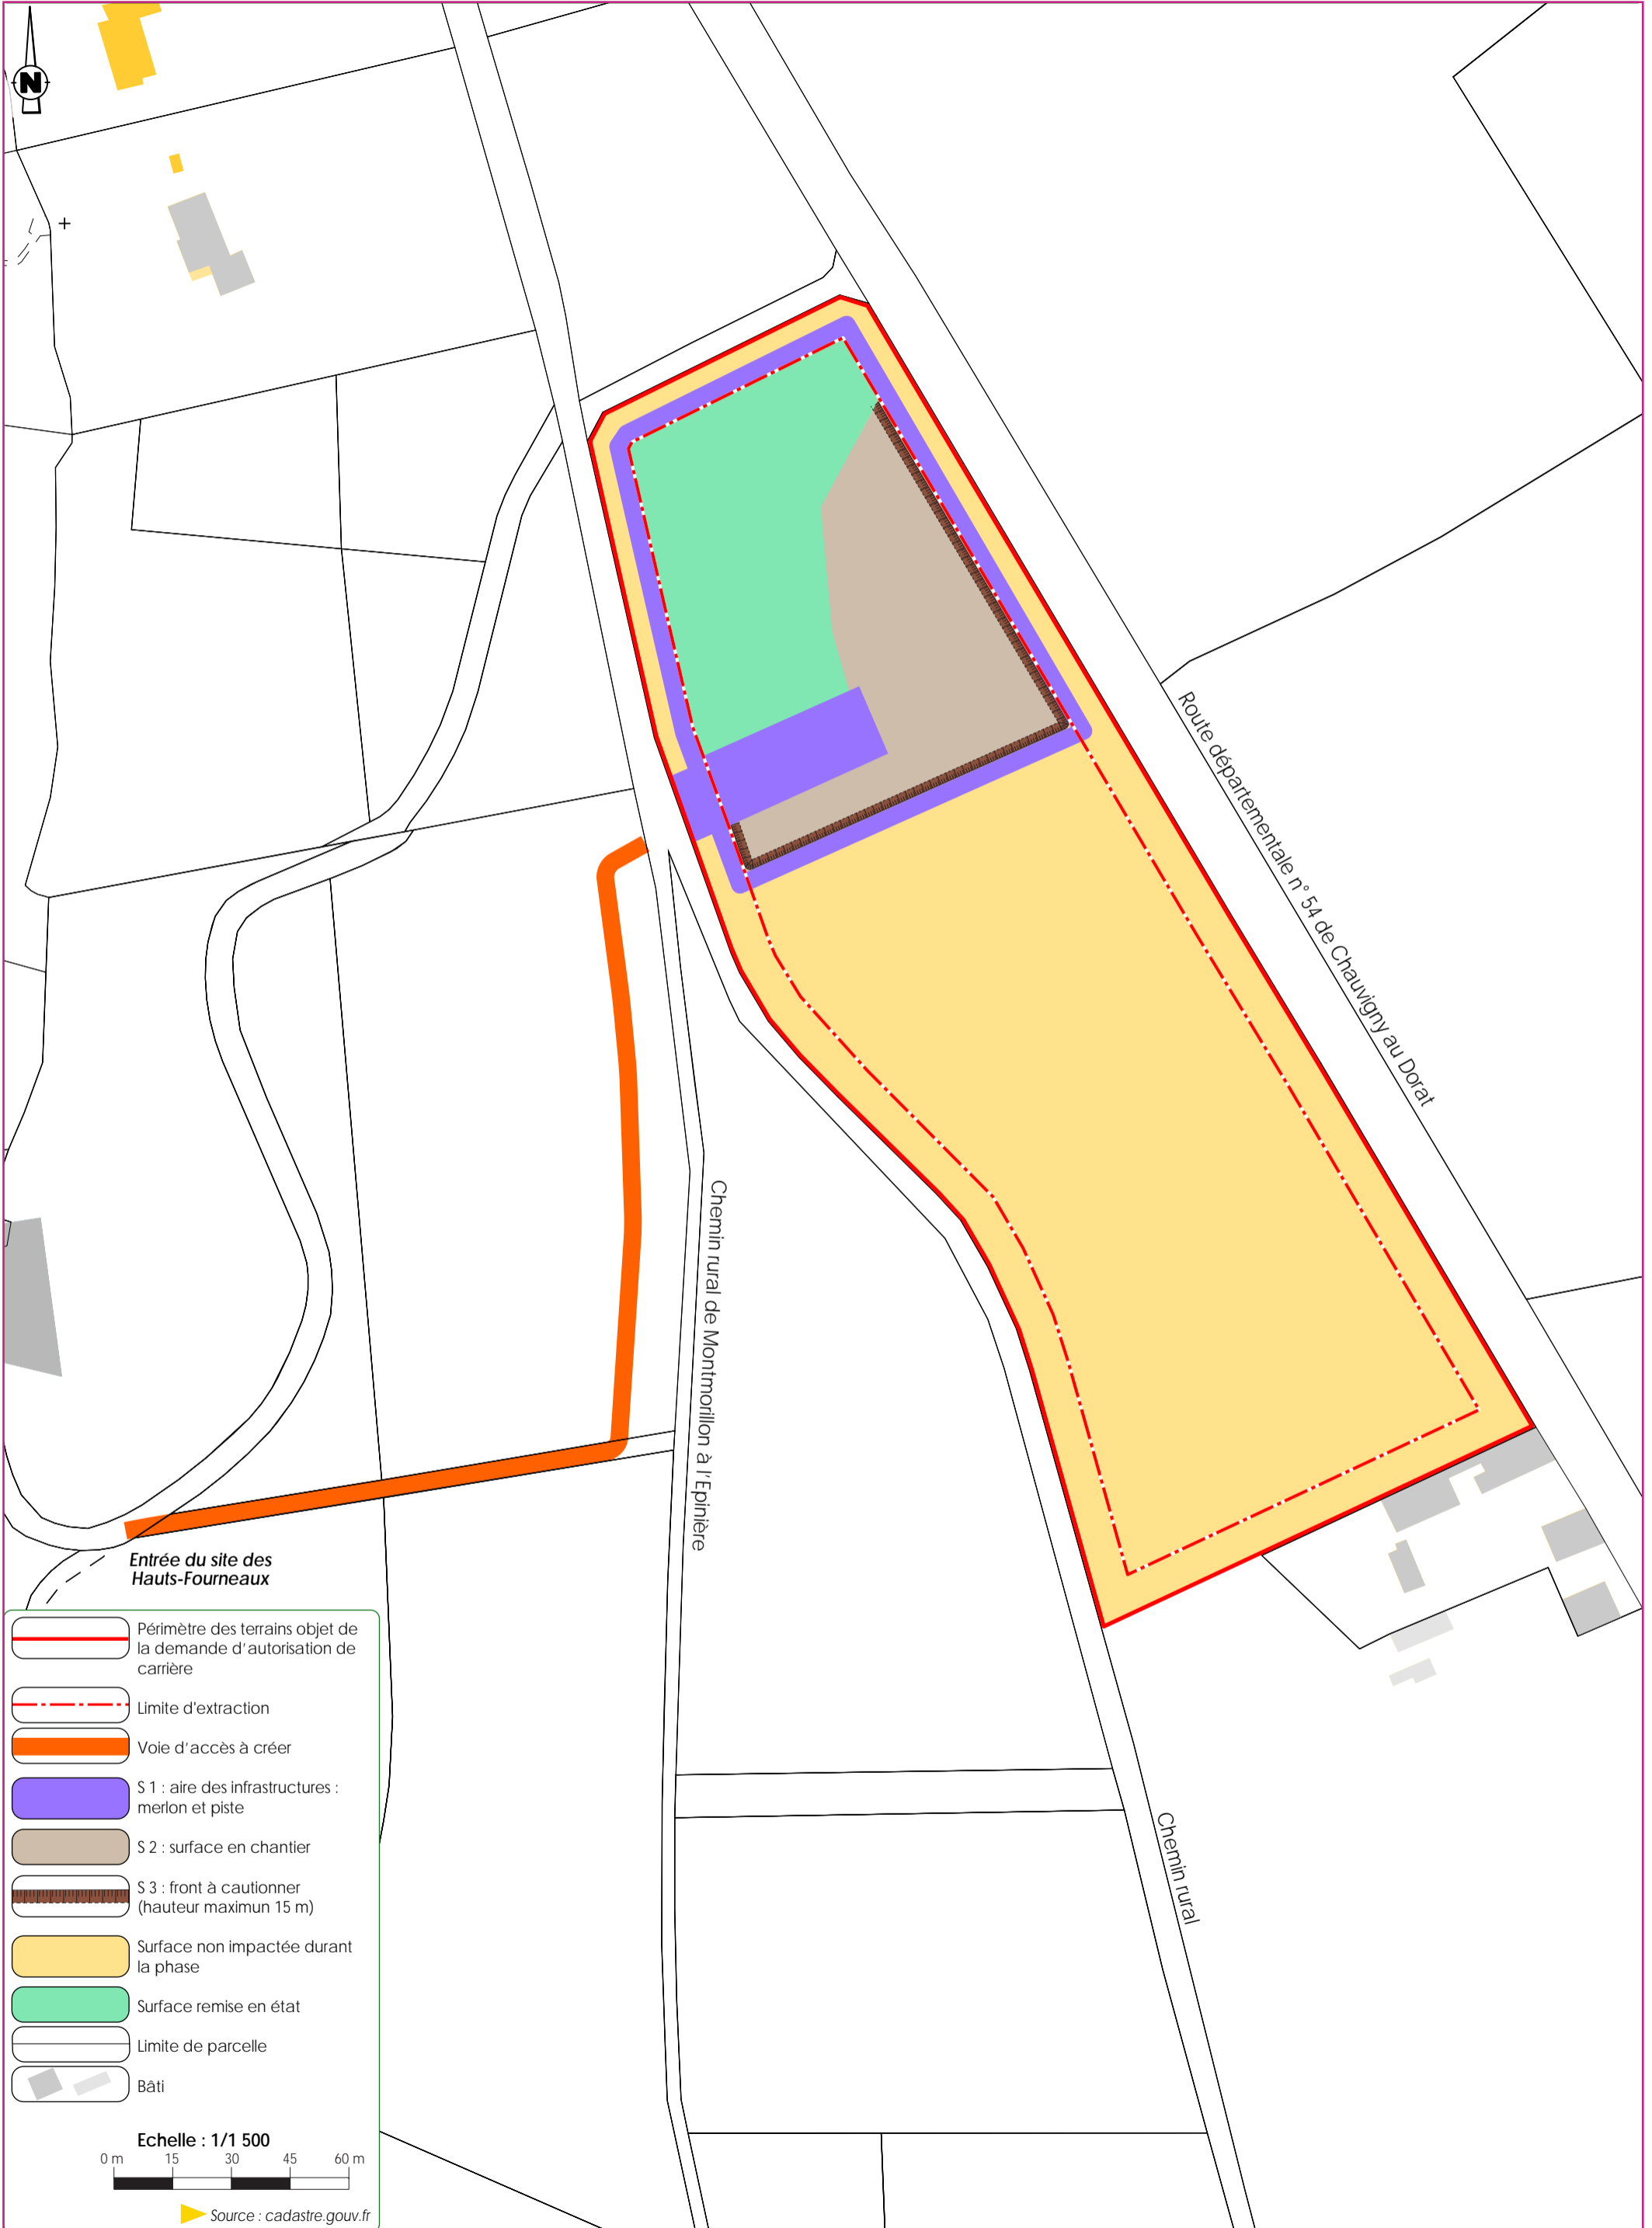 N
Route départementale n° 54 de Chauvigny au Dorat
Chemin rural de Montmorillon à l'Epinière
Chemin rural
Entrée du site des
Hauts-Fourneaux
Périmètre des terrains objet de
la demande d'autorisation de
carrière
Limite d'extraction
Voie d'accès à créer
S 1 : aire des infrastructures :
merlon et piste
S 2 : surface en chantier
S 3 : front à cautionner
(hauteur maximun 15 m)
Surface non impactée durant
la phase
Surface remise en état
Limite de parcelle
Bâti
Echelle : 1/1 500
0 m 15 30 45 60 m
Source : cadastre.gouv.fr